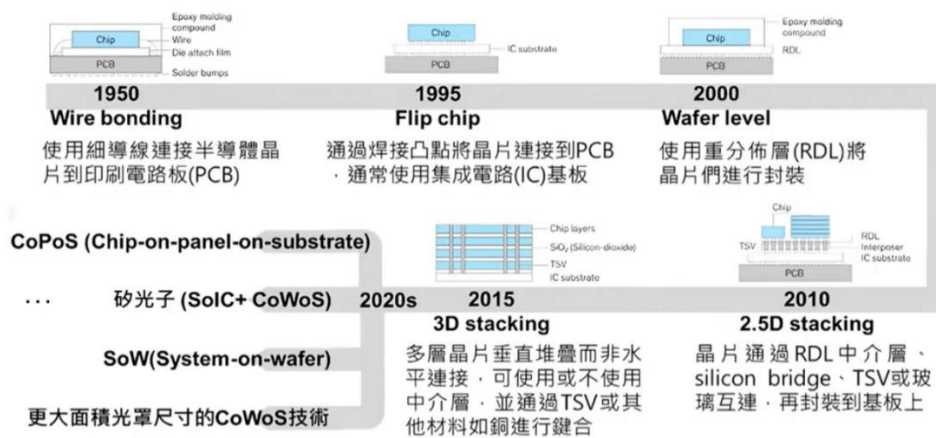 Epoxy molding
compound
Chip
Wire
Die attach film
PCB
Solder bumps
1950
Wire bonding
使用細導線連接半導體晶
片到印刷電路板(PCB)
Chip
IC substrate
PCB
1995
Flip chip
通過焊接凸點將晶片連接到PCB
，通常使用集成電路(IC)基板
Epoxy molding
compound
Chip
RDL
PCB
2000
Wafer level
使用重分佈層(RDL)將
晶片們進行封裝
Chip
RDL
TSV
Interposer
IC substrate
PCB
2010
2.5D stacking
晶片通過RDL中介層、
silicon bridge、TSV或玻
璃互連，再封裝到基板上
Chip layers
SiO₂ (Silicon-dioxide)
TSV
IC substrate
2015
3D stacking
多層晶片垂直堆疊而非水
平連接，可使用或不使用
中介層，並通過TSV或其
他材料如銅進行鍵合
2020s
CoPoS (Chip-on-panel-on-substrate)
... 矽光子 (SoIC+ CoWoS)
SoW(System-on-wafer)
更大面積光罩尺寸的CoWoS技術